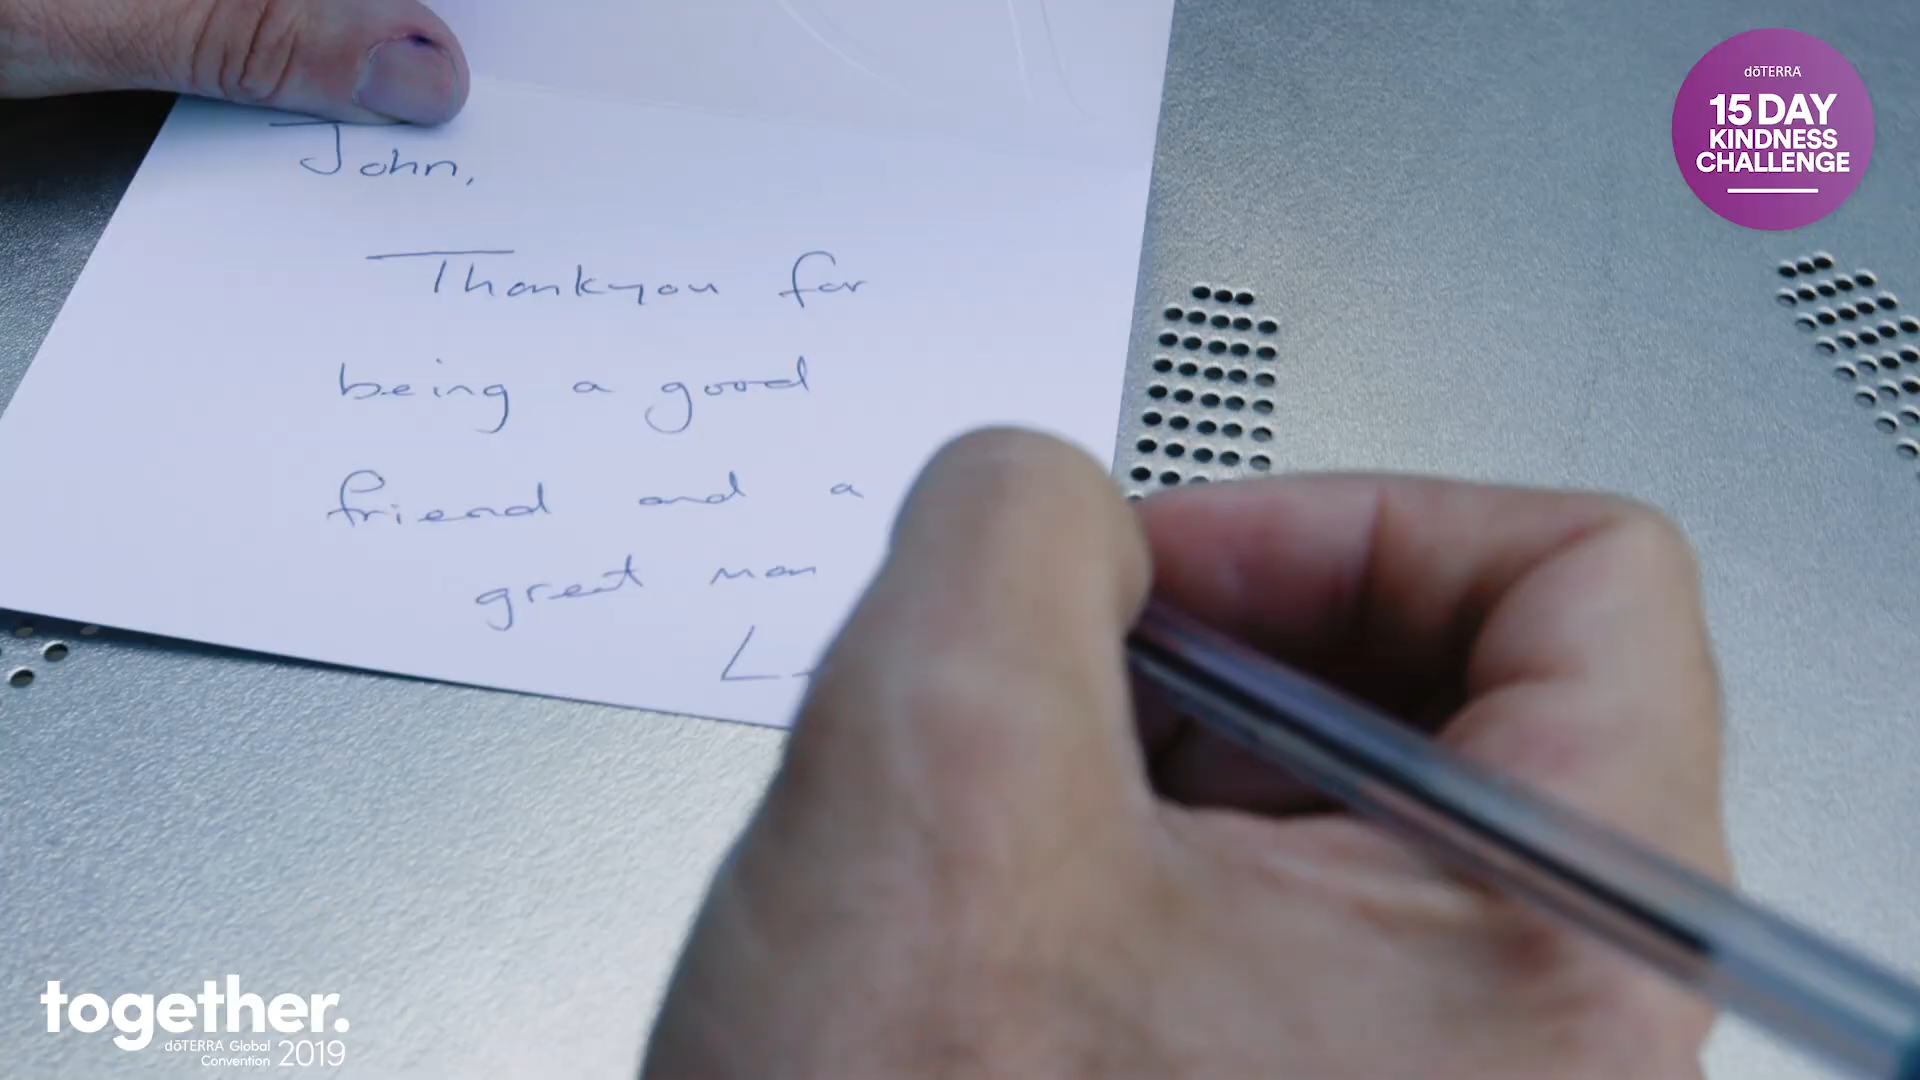 John,
Thankyou for
being a good
friend and a
great man
dōTERRA
15 DAY
KINDNESS
CHALLENGE
together.
dōTERRA Global
Convention 2019